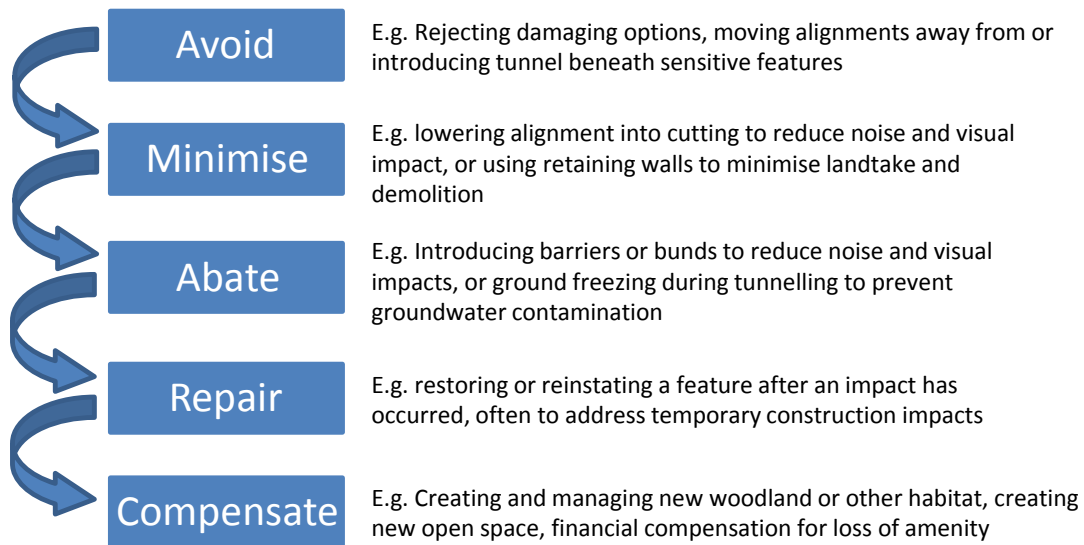 Avoid
E.g. Rejecting damaging options, moving alignments away from or
introducing tunnel beneath sensitive features
Minimise
E.g. lowering alignment into cutting to reduce noise and visual
impact, or using retaining walls to minimise landtake and
demolition
Abate
E.g. Introducing barriers or bunds to reduce noise and visual
impacts, or ground freezing during tunnelling to prevent
groundwater contamination
Repair
E.g. restoring or reinstating a feature after an impact has
occurred, often to address temporary construction impacts
Compensate
E.g. Creating and managing new woodland or other habitat, creating
new open space, financial compensation for loss of amenity